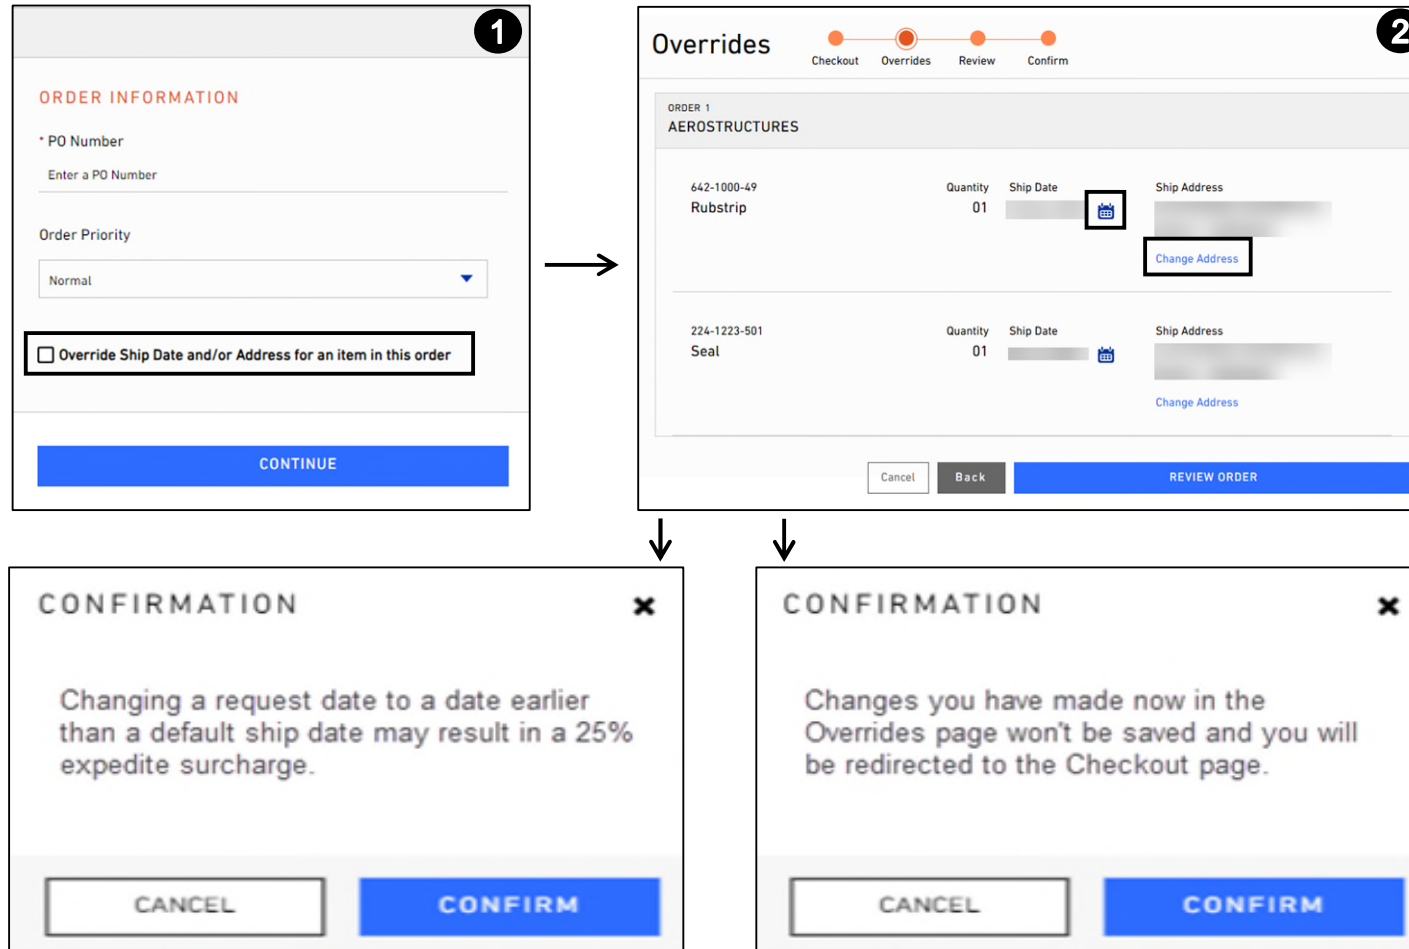 1
ORDER INFORMATION
* PO Number
Enter a PO Number
Order Priority
Normal
Override Ship Date and/or Address for an item in this order
CONTINUE
2
Overrides
Checkout Overrides Review Confirm
ORDER 1
AEROSTRUCTURES
642-1000-49 Quantity Ship Date Ship Address
Rubstrip 01
Change Address
224-1223-501 Quantity Ship Date Ship Address
Seal 01
Change Address
Cancel Back REVIEW ORDER
CONFIRMATION
Changing a request date to a date earlier
than a default ship date may result in a 25%
expedite surcharge.
CANCEL CONFIRM
CONFIRMATION
Changes you have made now in the
Overrides page won't be saved and you will
be redirected to the Checkout page.
CANCEL CONFIRM